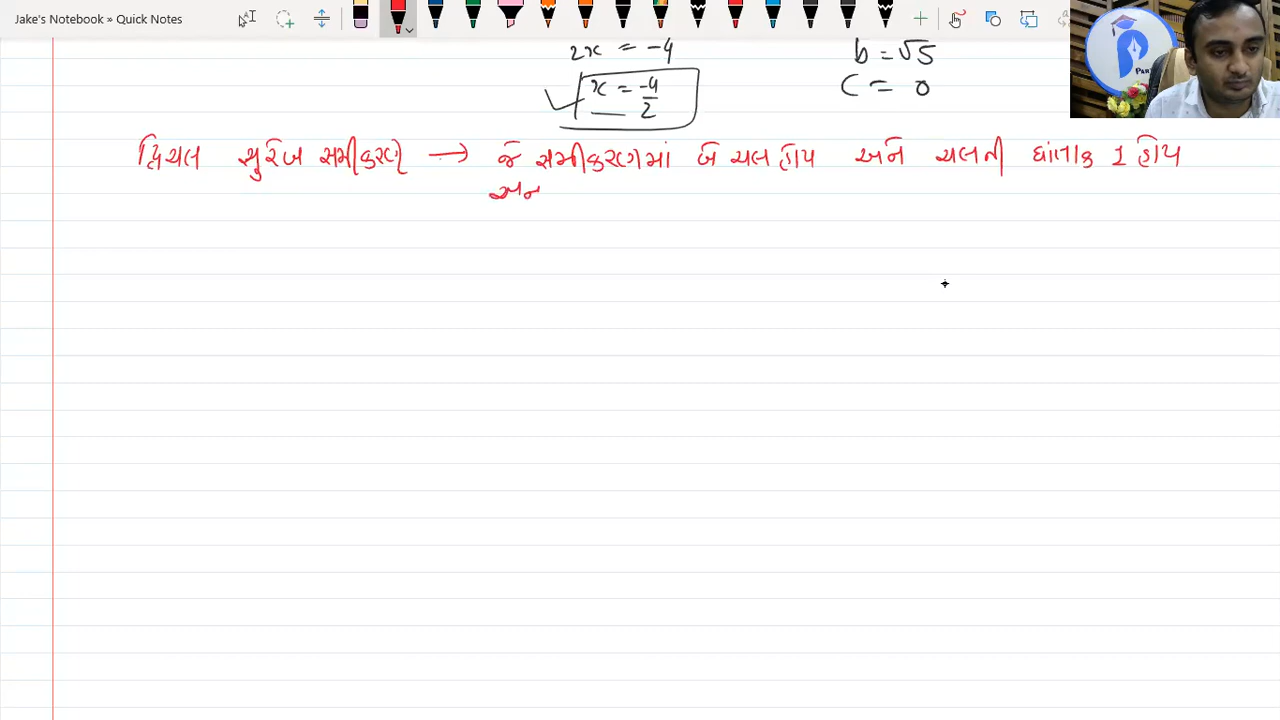 Jake's Notebook » Quick Notes
2x = -4
b = √5
x = -4/2
c = 0
દ્વિચલ સુરેખ સમીકરણ → જે સમીકરણમાં બે ચલ હોય અને ચલની ઘાતાંક 1 હોય
અને